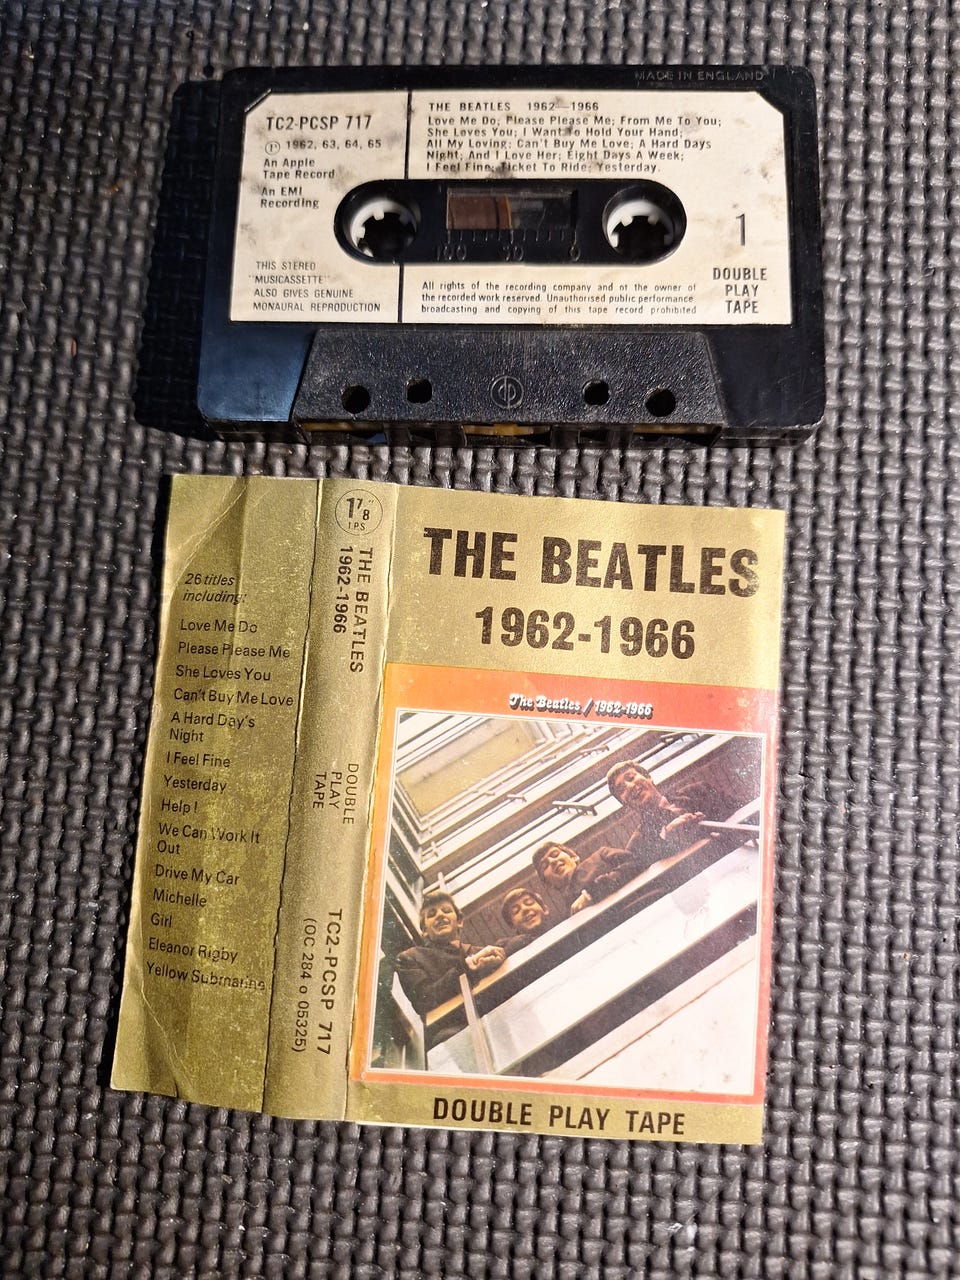 MADE IN ENGLAND
TC2-PCSP 717
Ⓟ 1962, 63, 64, 65
An Apple
Tape Record
An EMI
Recording
THIS STEREO
"MUSICASSETTE"
ALSO GIVES GENUINE
MONAURAL REPRODUCTION
THE BEATLES 1962—1966
Love Me Do; Please Please Me; From Me To You;
She Loves You; I Want To Hold Your Hand;
All My Loving; Can't Buy Me Love; A Hard Days
Night; And I Love Her; Eight Days A Week;
I Feel Fine; Ticket To Ride; Yesterday.
100 50 0
1
DOUBLE
PLAY
TAPE
All rights of the recording company and ot the owner of
the recorded work reserved. Unauthorised public performance
broadcasting and copying of this tape record prohibited
26 titles
including:
Love Me Do
Please Please Me
She Loves You
Can't Buy Me Love
A Hard Day's
Night
I Feel Fine
Yesterday
Help!
We Can Work It
Out
Drive My Car
Michelle
Girl
Eleanor Rigby
Yellow Submarine
1⅞"
I.P.S.
THE BEATLES
1962-1966
DOUBLE
PLAY
TAPE
TC2-PCSP 717
(OC 284 o 05325)
THE BEATLES
1962-1966
The Beatles / 1962-1966
DOUBLE PLAY TAPE